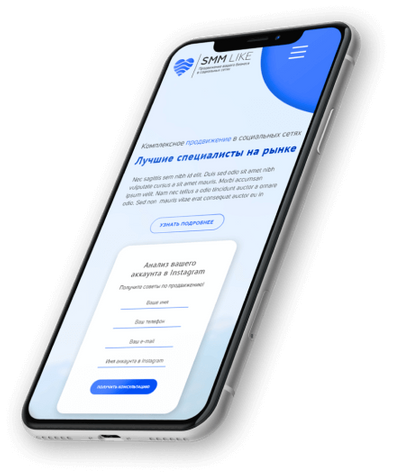 SMM LIKE
Продвижение вашего бизнеса
в социальных сетях
Комплексное продвижение в социальных сетях
Лучшие специалисты на рынке
Nec sagittis sem nibh id elit. Duis sed odio sit amet nibh
vulputate cursus a sit amet mauris. Morbi accumsan
ipsum velit. Nam nec tellus a odio tincidunt auctor a ornare
odio. Sed non mauris vitae erat consequat auctor eu in
УЗНАТЬ ПОДРОБНЕЕ
Анализ вашего
аккаунта в Instagram
Получите советы по продвижению!
Ваше имя
Ваш телефон
Ваш e-mail
Имя аккаунта в Instagram
ПОЛУЧИТЬ КОНСУЛЬТАЦИЮ